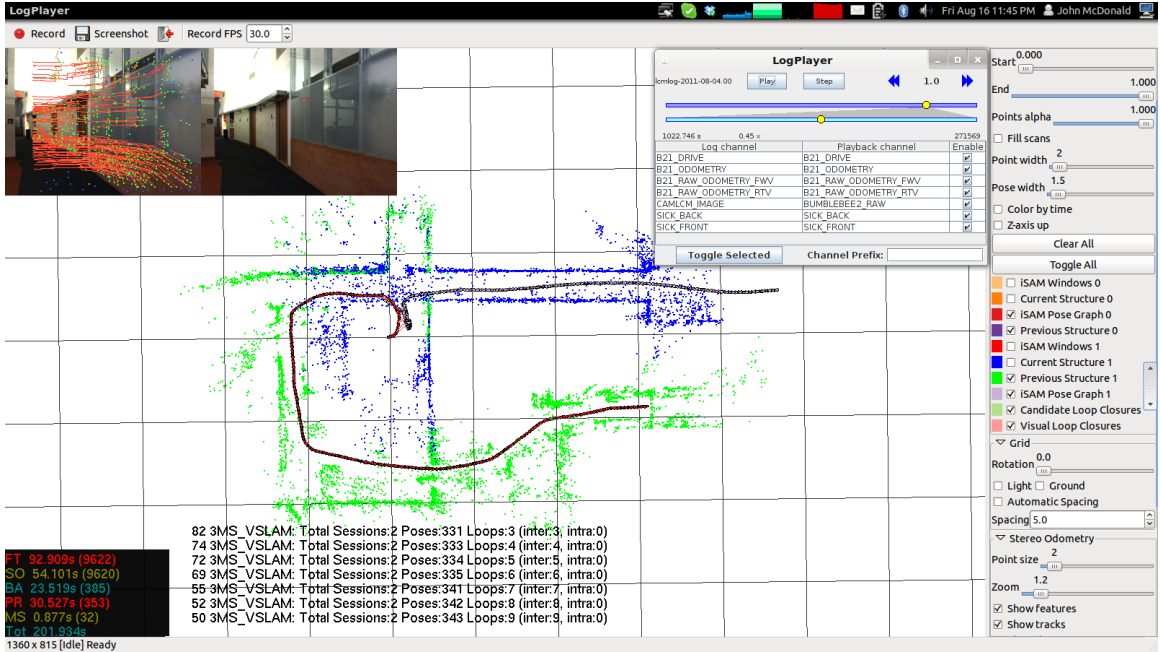 LogPlayer
Fri Aug 16 11:45 PM John McDonald
Record Screenshot Record FPS 30.0
LogPlayer
lcmlog-2011-08-04.00 Play Step 1.0
1022.746 s 0.45 x 271569
Log channel Playback channel Enable
B21_DRIVE B21_DRIVE
B21_ODOMETRY B21_ODOMETRY
B21_RAW_ODOMETRY_FWV B21_RAW_ODOMETRY_FWV
B21_RAW_ODOMETRY_RTV B21_RAW_ODOMETRY_RTV
CAMLCM_IMAGE BUMBLEBEE2_RAW
SICK_BACK SICK_BACK
SICK_FRONT SICK_FRONT
Toggle Selected Channel Prefix:
Start 0.000
End 1.000
Points alpha 1.000
Fill scans
Point width 2
Pose width 1.5
Color by time
Z-axis up
Clear All
Toggle All
iSAM Windows 0
Current Structure 0
iSAM Pose Graph 0
Previous Structure 0
iSAM Windows 1
Current Structure 1
Previous Structure 1
iSAM Pose Graph 1
Candidate Loop Closures
Visual Loop Closures
Grid
Rotation 0.0
Light Ground
Automatic Spacing
Spacing 5.0
Stereo Odometry
Point size 2
Zoom 1.2
Show features
Show tracks
82 3MS_VSLAM: Total Sessions:2 Poses:331 Loops:3 (inter:3, intra:0)
74 3MS_VSLAM: Total Sessions:2 Poses:333 Loops:4 (inter:4, intra:0)
72 3MS_VSLAM: Total Sessions:2 Poses:334 Loops:5 (inter:5, intra:0)
69 3MS_VSLAM: Total Sessions:2 Poses:335 Loops:6 (inter:6, intra:0)
55 3MS_VSLAM: Total Sessions:2 Poses:341 Loops:7 (inter:7, intra:0)
52 3MS_VSLAM: Total Sessions:2 Poses:342 Loops:8 (inter:8, intra:0)
50 3MS_VSLAM: Total Sessions:2 Poses:343 Loops:9 (inter:9, intra:0)
FT 92.909s (9622)
SO 54.101s (9620)
BA 23.519s (385)
PR 30.527s (353)
MS 0.877s (32)
Tot 201.934s
1360 x 815 [Idle] Ready